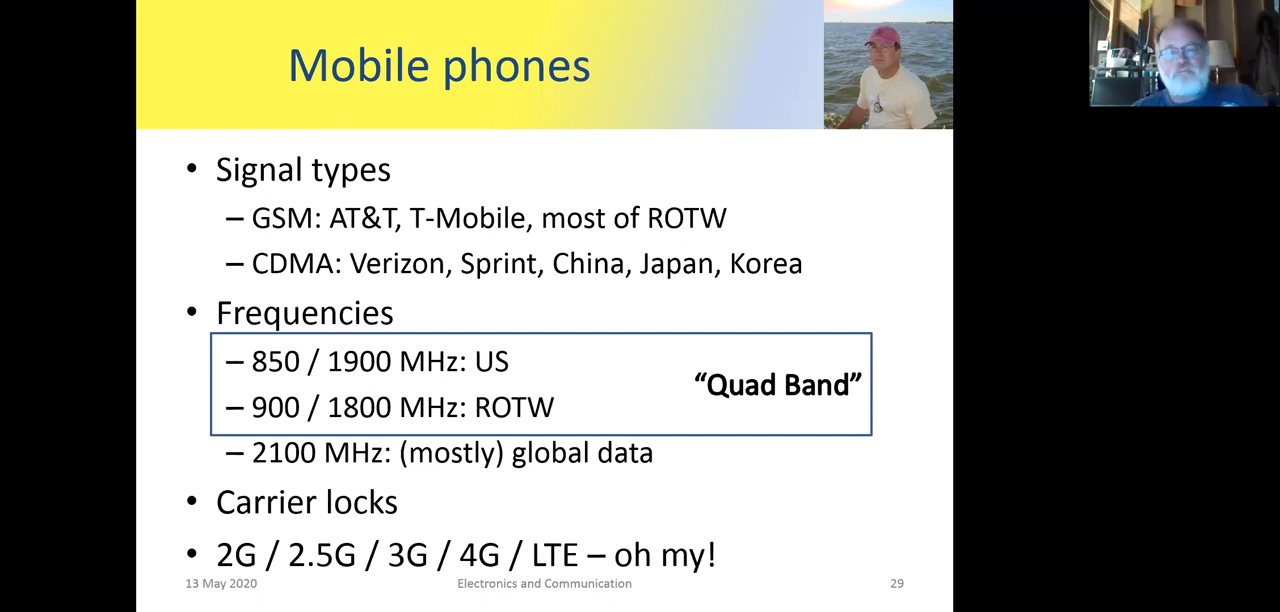 Mobile phones
• Signal types
– GSM: AT&T, T-Mobile, most of ROTW
– CDMA: Verizon, Sprint, China, Japan, Korea
• Frequencies
– 850 / 1900 MHz: US
– 900 / 1800 MHz: ROTW
“Quad Band”
– 2100 MHz: (mostly) global data
• Carrier locks
• 2G / 2.5G / 3G / 4G / LTE – oh my!
13 May 2020
Electronics and Communication
29